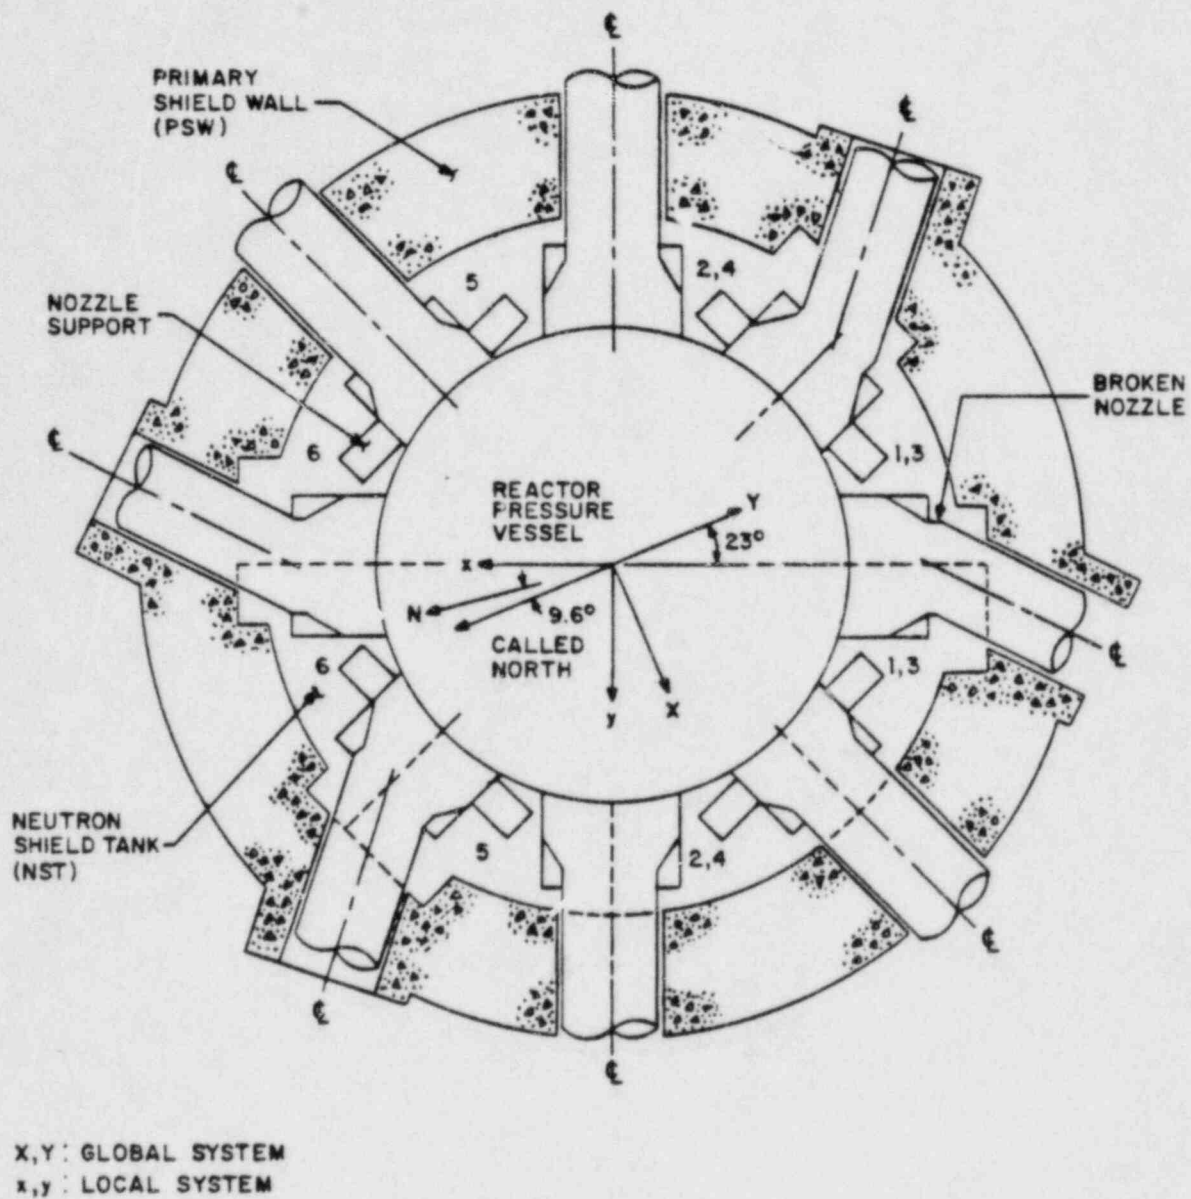 ℄
PRIMARY
SHIELD WALL
(PSW)
℄
℄
5
2,4
NOZZLE
SUPPORT
BROKEN
NOZZLE
℄
6
1,3
REACTOR
PRESSURE
VESSEL
Y
23°
x
N
9.6°
CALLED
NORTH
y
X
℄
6
1,3
NEUTRON
SHIELD TANK
(NST)
5
2,4
℄
℄
℄
X,Y: GLOBAL SYSTEM
x,y: LOCAL SYSTEM